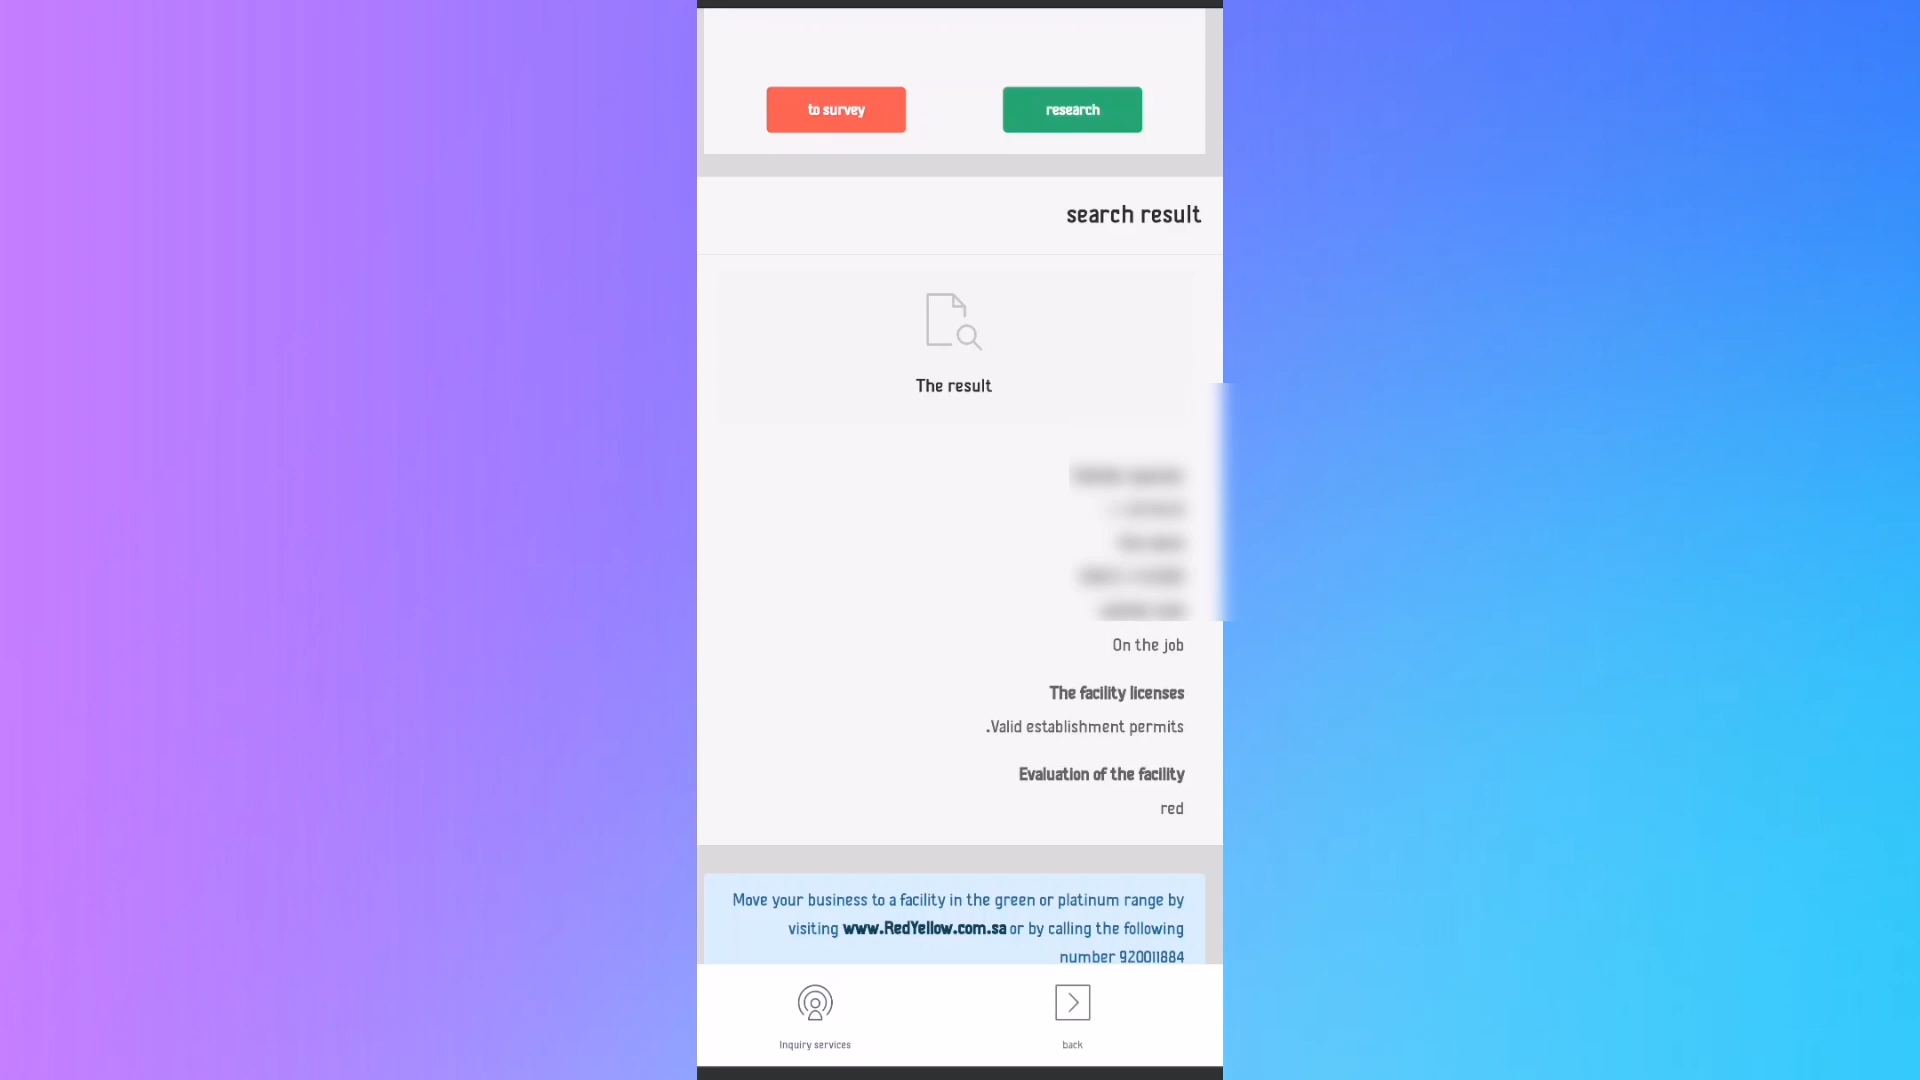 to survey
research
search result
The result
On the job
The facility licenses
.Valid establishment permits
Evaluation of the facility
red
Move your business to a facility in the green or platinum range by
visiting www.RedYellow.com.sa or by calling the following
number 920011884
Inquiry services
back